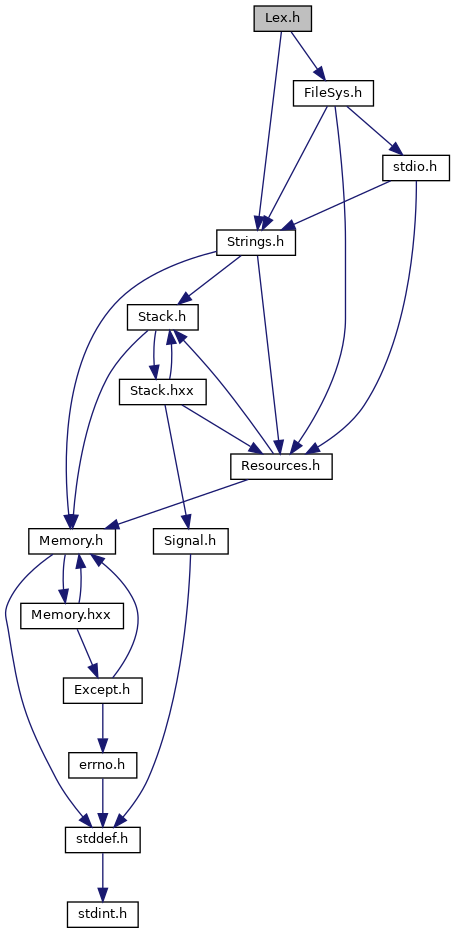 Lex.h
FileSys.h
stdio.h
Strings.h
Stack.h
Stack.hxx
Resources.h
Memory.h
Signal.h
Memory.hxx
Except.h
errno.h
stddef.h
stdint.h